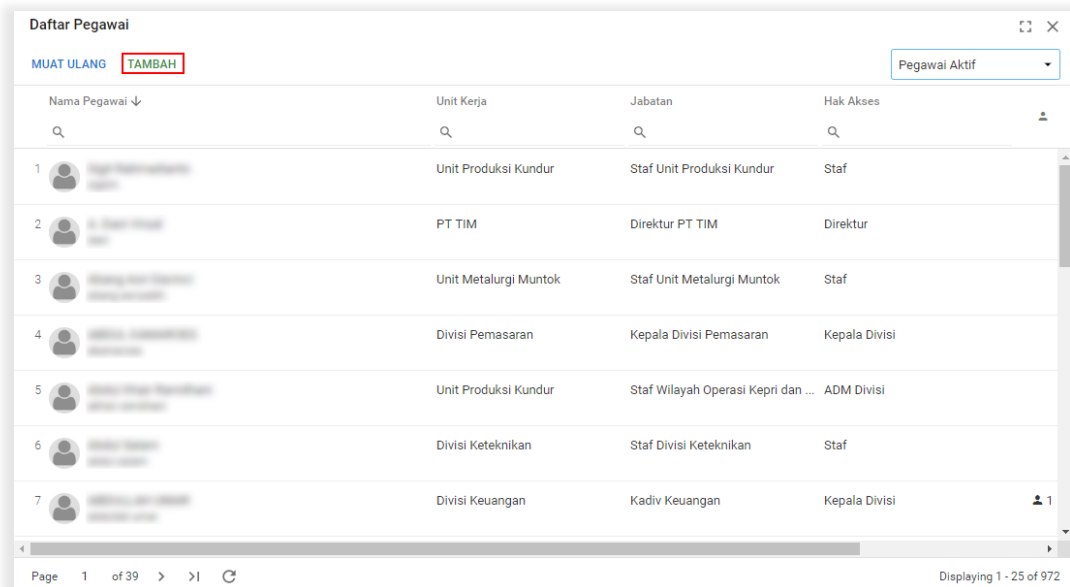 Daftar Pegawai
MUAT ULANG TAMBAH Pegawai Aktif
Nama Pegawai Unit Kerja Jabatan Hak Akses
1 Unit Produksi Kundur Staf Unit Produksi Kundur Staf
2 PT TIM Direktur PT TIM Direktur
3 Unit Metalurgi Muntok Staf Unit Metalurgi Muntok Staf
4 Divisi Pemasaran Kepala Divisi Pemasaran Kepala Divisi
5 Unit Produksi Kundur Staf Wilayah Operasi Kepri dan ... ADM Divisi
6 Divisi Keteknikan Staf Divisi Keteknikan Staf
7 Divisi Keuangan Kadiv Keuangan Kepala Divisi 1
Page 1 of 39 Displaying 1 - 25 of 972